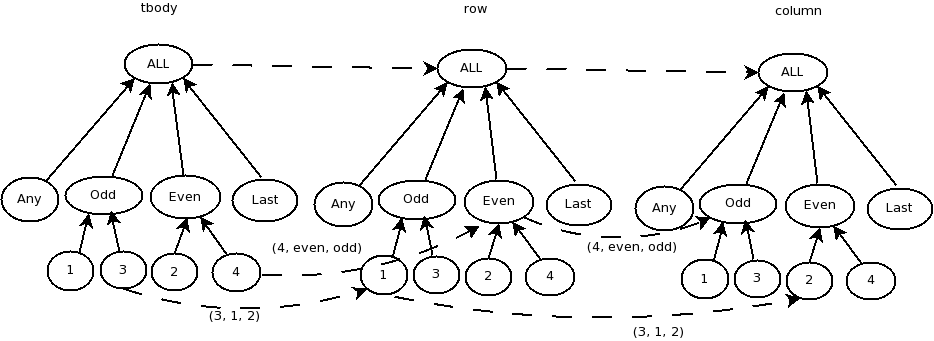 tbody row column
ALL ALL ALL
Any Odd Even Last Any Odd Even Last Any Odd Even Last
(4, even, odd) (4, even, odd)
1 3 2 4 1 3 2 4 1 3 2 4
(3, 1, 2) (3, 1, 2)